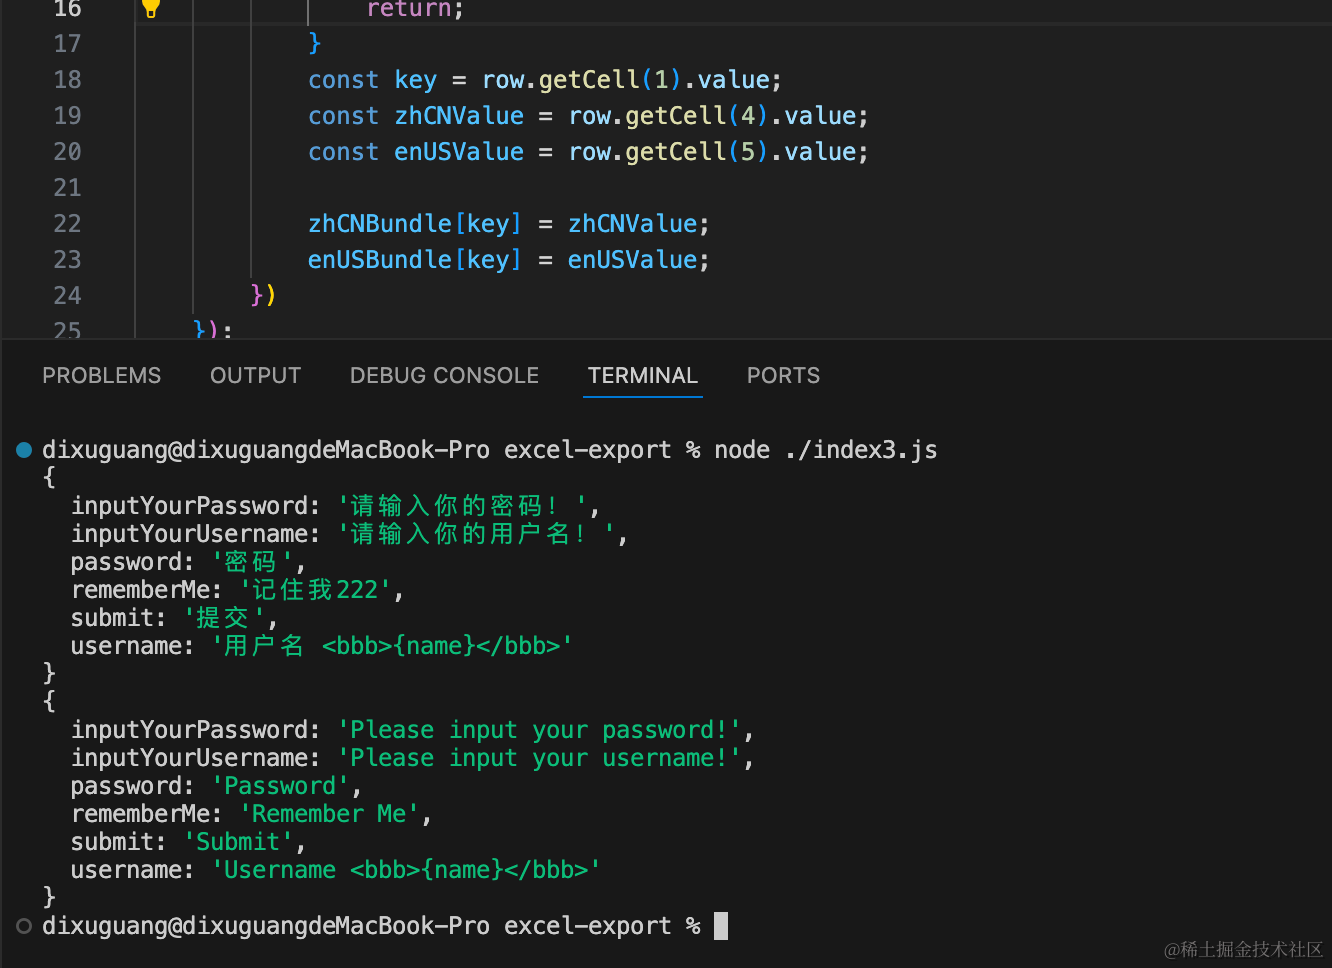 16 return;
17 }
18 const key = row.getCell(1).value;
19 const zhCNValue = row.getCell(4).value;
20 const enUSValue = row.getCell(5).value;
21
22 zhCNBundle[key] = zhCNValue;
23 enUSBundle[key] = enUSValue;
24 })
25 });
PROBLEMS OUTPUT DEBUG CONSOLE TERMINAL PORTS
dixuguang@dixuguangdeMacBook-Pro excel-export % node ./index3.js
{
inputYourPassword: '请输入你的密码！',
inputYourUsername: '请输入你的用户名！',
password: '密码',
rememberMe: '记住我222',
submit: '提交',
username: '用户名 <bbb>{name}</bbb>'
}
{
inputYourPassword: 'Please input your password!',
inputYourUsername: 'Please input your username!',
password: 'Password',
rememberMe: 'Remember Me',
submit: 'Submit',
username: 'Username <bbb>{name}</bbb>'
}
dixuguang@dixuguangdeMacBook-Pro excel-export %
@稀土掘金技术社区